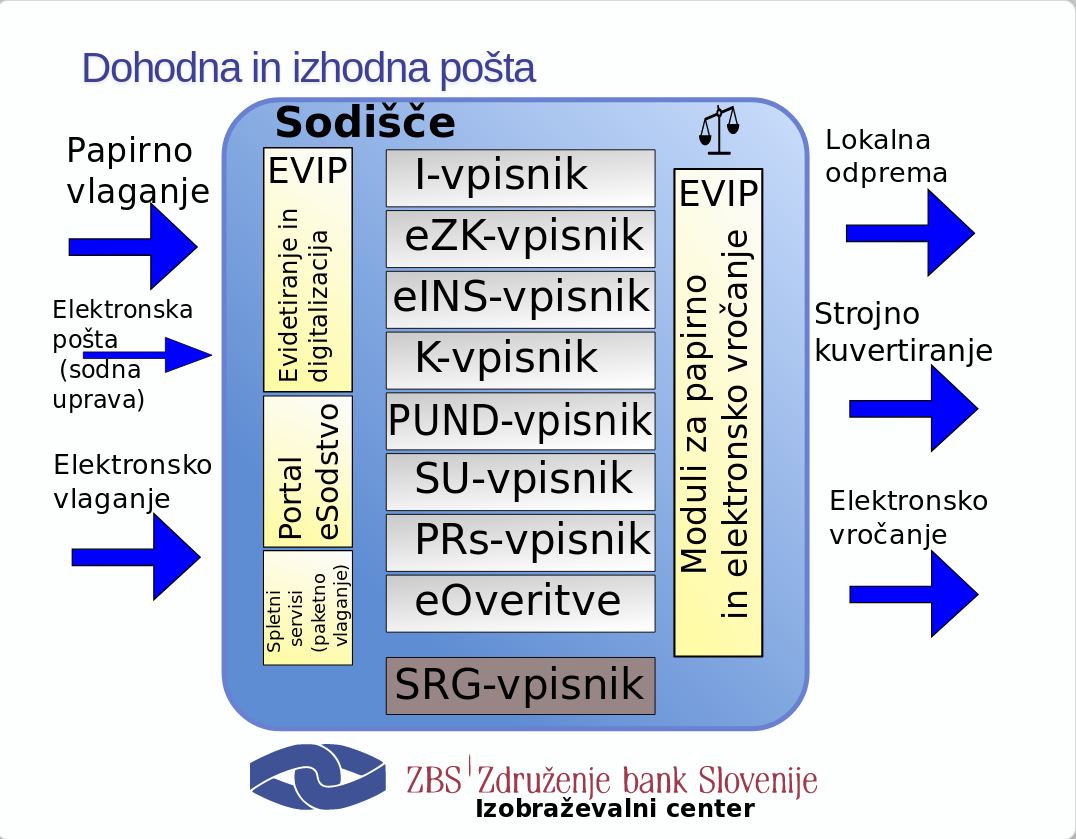 Dohodna in izhodna pošta
Papirno
vlaganje
Elektronska
pošta
(sodna
uprava)
Elektronsko
vlaganje
Sodišče
EVIP
Evidetiranje in
digitalizacija
Portal
eSodstvo
Spletni
servisi
(paketno
vlaganje)
I-vpisnik
eZK-vpisnik
eINS-vpisnik
K-vpisnik
PUND-vpisnik
SU-vpisnik
PRs-vpisnik
eOveritve
SRG-vpisnik
EVIP
Moduli za papirno
in elektronsko vročanje
Lokalna
odprema
Strojno
kuvertiranje
Elektronsko
vročanje
ZBS Združenje bank Slovenije
Izobraževalni center